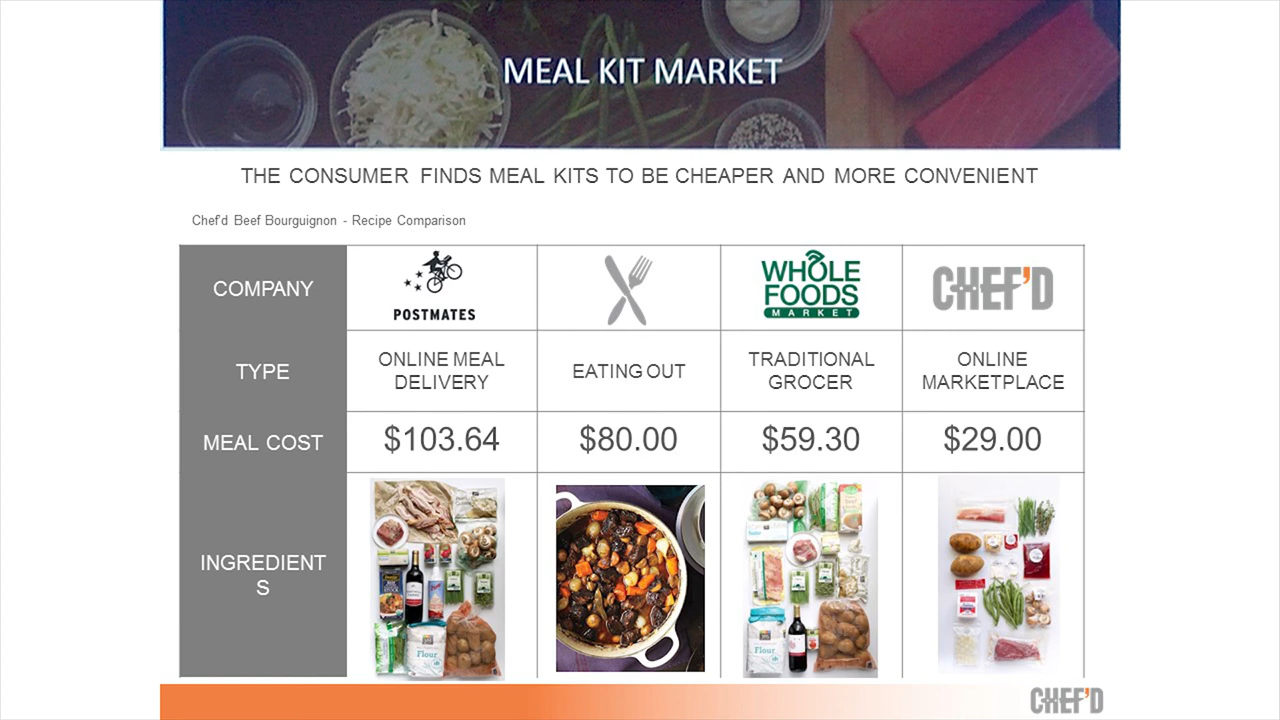 MEAL KIT MARKET
THE CONSUMER FINDS MEAL KITS TO BE CHEAPER AND MORE CONVENIENT
Chef'd Beef Bourguignon - Recipe Comparison
COMPANY
POSTMATES
WHOLE
FOODS
MARKET
CHEF'D
TYPE
ONLINE MEAL
DELIVERY
EATING OUT
TRADITIONAL
GROCER
ONLINE
MARKETPLACE
MEAL COST
$103.64
$80.00
$59.30
$29.00
INGREDIENT
S
Flour
Flour
CHEF'D